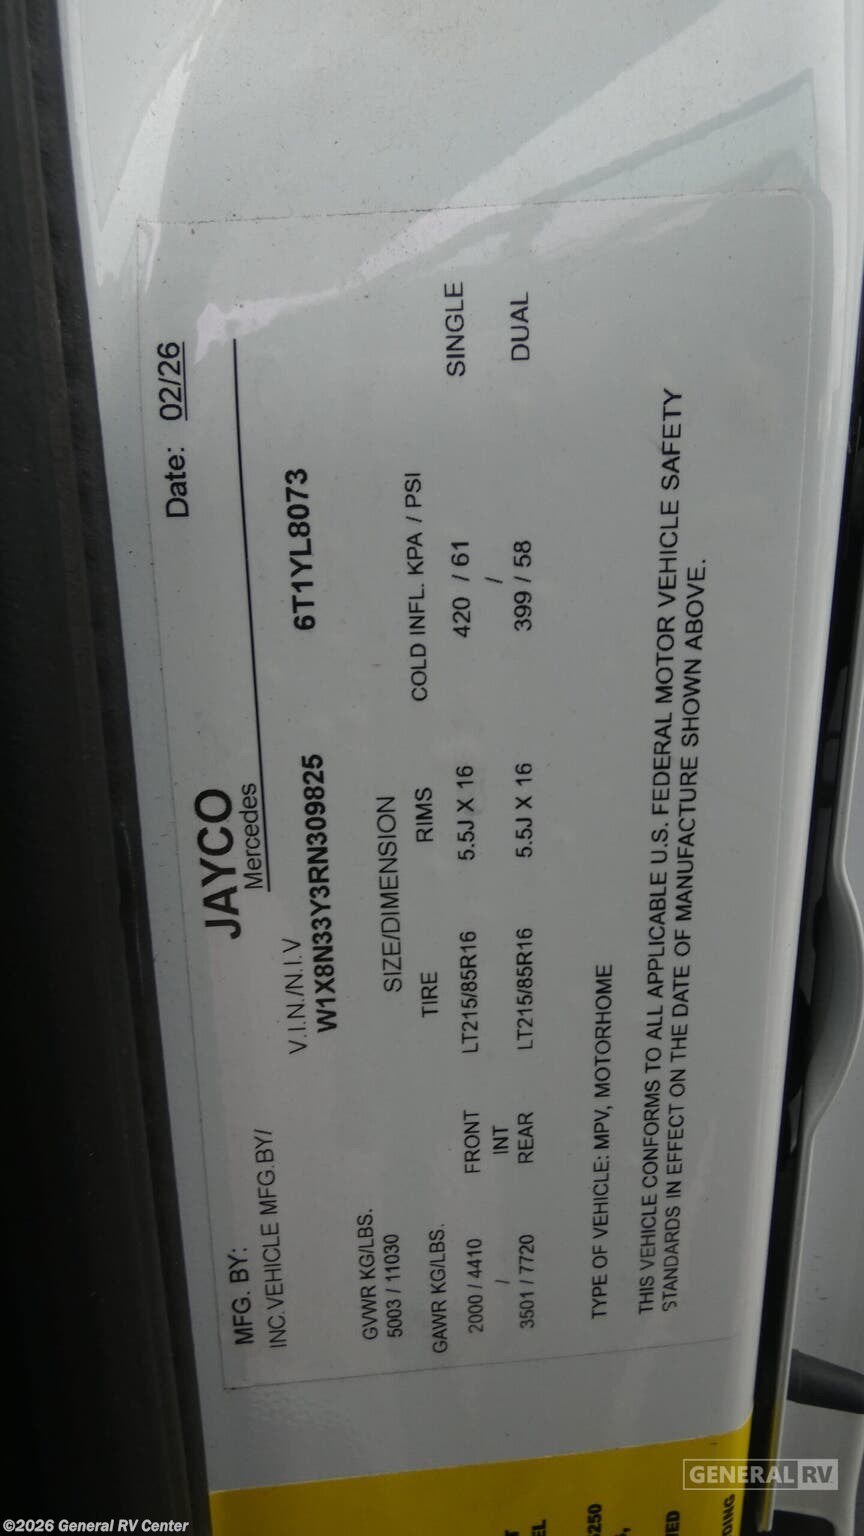 Date: 02/26
MFG. BY: JAYCO
INC.VEHICLE MFG.BY/ Mercedes
V.I.N./N.I.V
W1X8N33Y3RN309825 6T1YL8073
GVWR KG/LBS.
5003 / 11030
SIZE/DIMENSION
GAWR KG/LBS. TIRE RIMS COLD INFL. KPA / PSI
2000 / 4410 FRONT LT215/85R16 5.5J X 16 420 / 61 SINGLE
/ INT /
3501 / 7720 REAR LT215/85R16 5.5J X 16 399 / 58 DUAL
TYPE OF VEHICLE: MPV, MOTORHOME
THIS VEHICLE CONFORMS TO ALL APPLICABLE U.S. FEDERAL MOTOR VEHICLE SAFETY
STANDARDS IN EFFECT ON THE DATE OF MANUFACTURE SHOWN ABOVE.
GENERAL RV
©2026 General RV Center